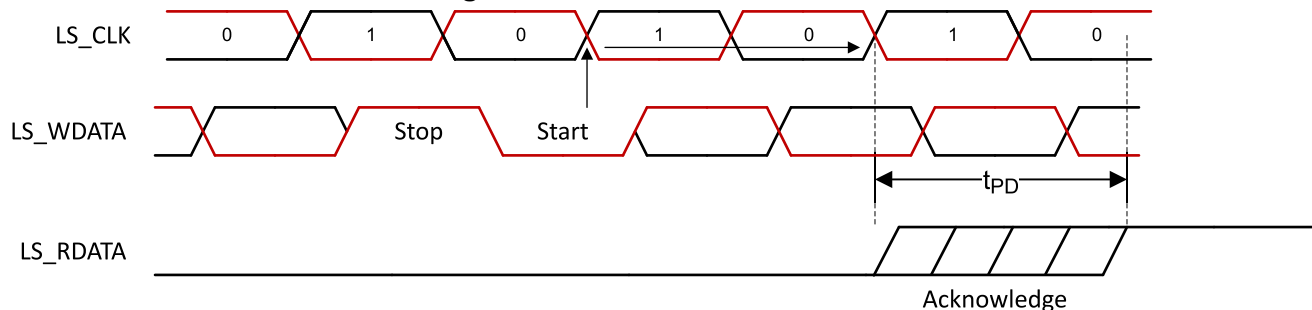 LS_CLK 0 1 0 1 0 1 0
LS_WDATA Stop Start
tPD
LS_RDATA
Acknowledge